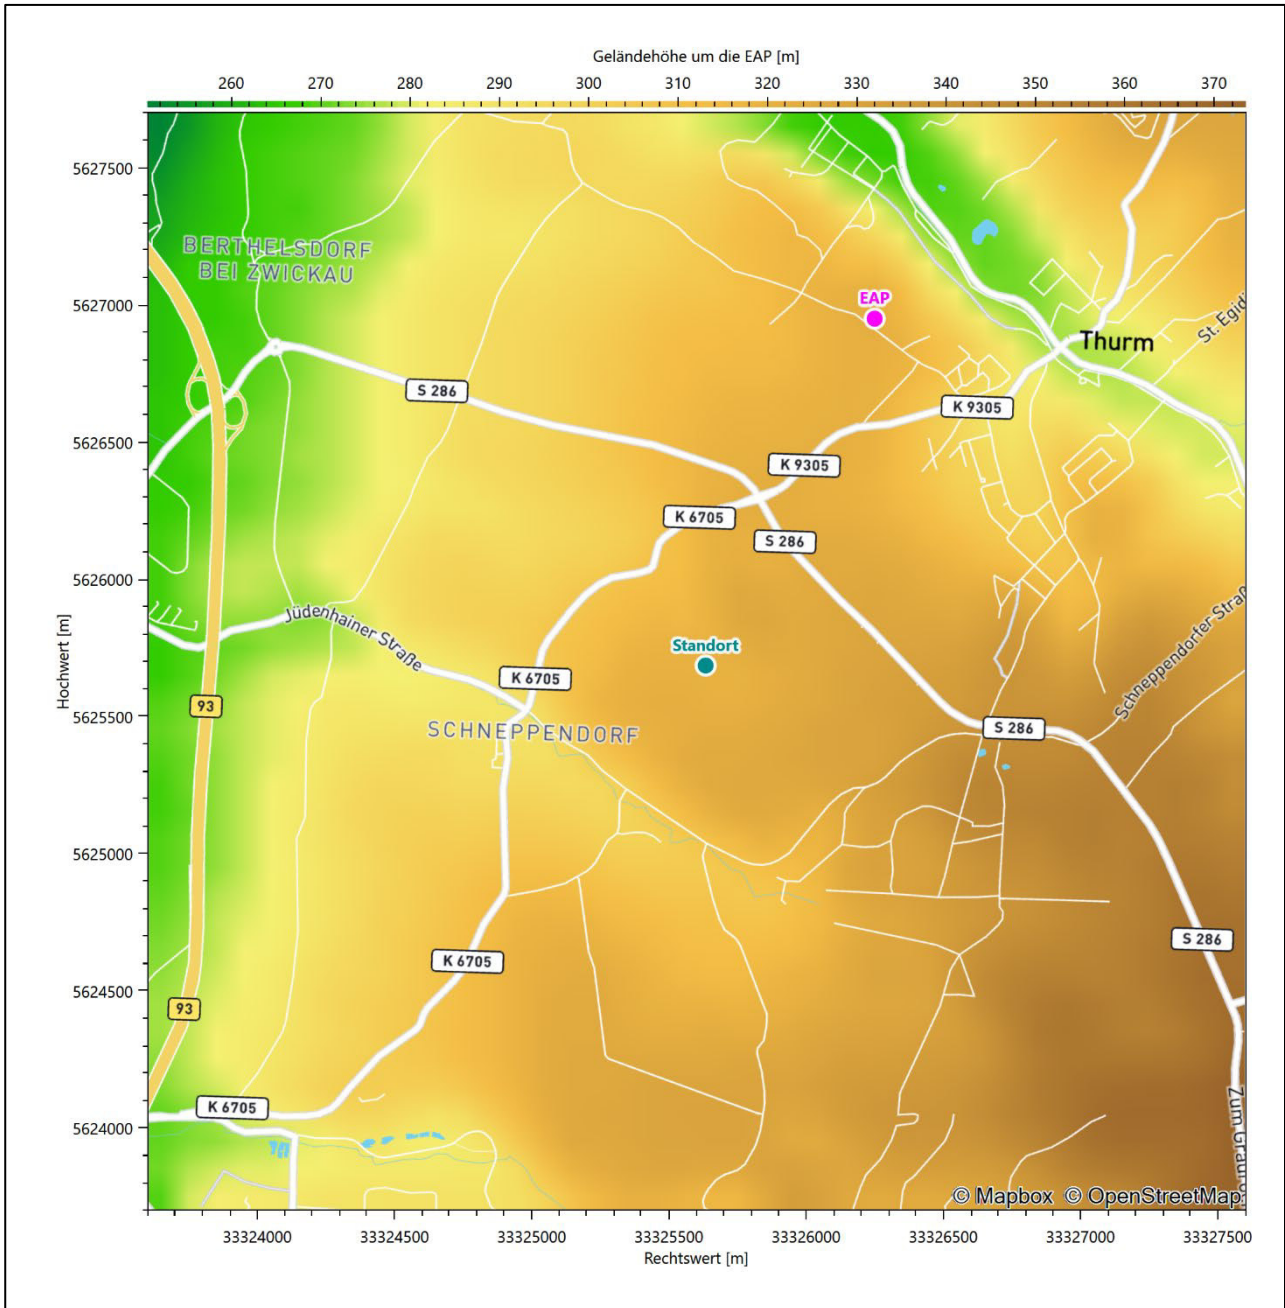 Geländehöhe um die EAP [m]
260 270 280 290 300 310 320 330 340 350 360 370
5627500
BERTHELSDORF
BEI ZWICKAU
EAP
5627000
St. Egidi
Thurm
S 286
K 9305
5626500
K 9305
K 6705
S 286
5626000
Jüdenhainer Straße
Schneppendorfer Straß
Standort
Hochwert [m]
K 6705
93
5625500
SCHNEPPENDORF
S 286
5625000
S 286
K 6705
5624500
93
K 6705
5624000
Zum Grau
© Mapbox © OpenStreetMap
33324000 33324500 33325000 33325500 33326000 33326500 33327000 33327500
Rechtswert [m]